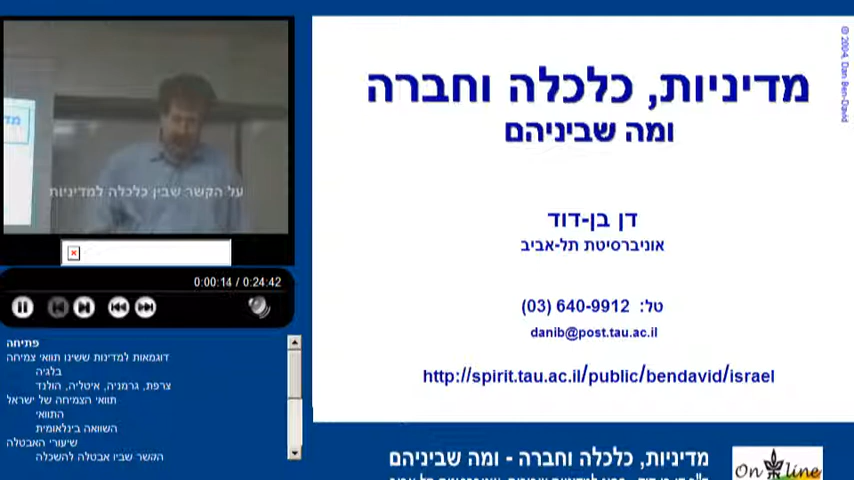 מדיניות, כלכלה וחברה
ומה שביניהם
דן בן-דוד
אוניברסיטת תל-אביב
טל: (03) 640-9912
danib@post.tau.ac.il
http://spirit.tau.ac.il/public/bendavid/israel
© 2004, Dan Ben-David
על הקשר שבין כלכלה למדיניות
0:00:14 / 0:24:42
פתיחה
דוגמאות למדינות ששינו תוואי צמיחה
בלגיה
צרפת, גרמניה, איטליה, הולנד
תוואי הצמיחה של ישראל
התוואי
השוואה בינלאומית
שיעורי האבטלה
הקשר שבין אבטלה להשכלה
מדיניות, כלכלה וחברה - ומה שביניהם
On line